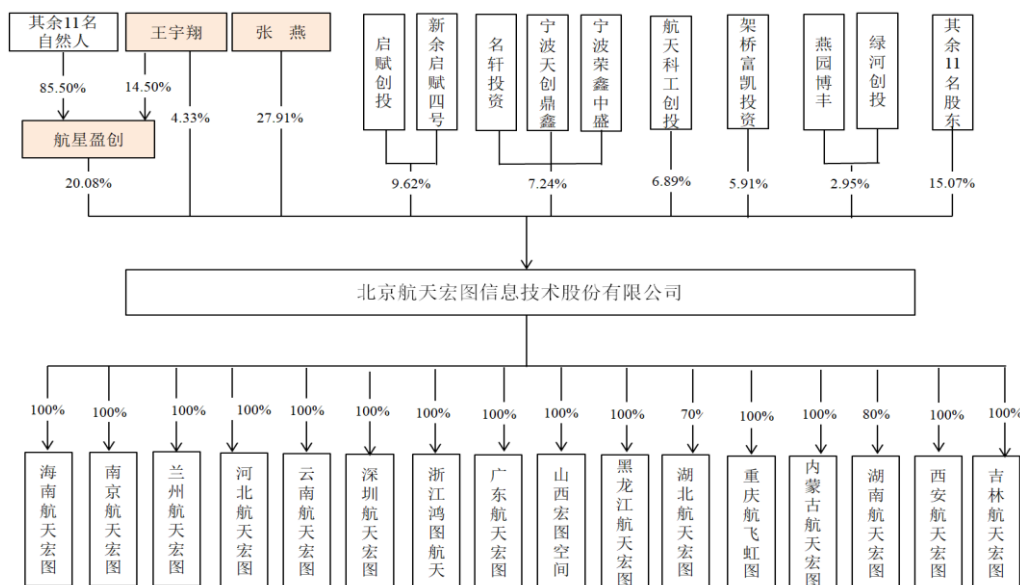 其余11名
自然人
王宇翔
张 燕
启赋创投
新余启赋四号
名轩投资
宁波天创鼎鑫
宁波荣鑫中盛
航天科工创投
架桥富凯投资
燕园博丰
绿河创投
其余11名股东
85.50%
14.50%
4.33%
27.91%
航星盈创
20.08%
9.62%
7.24%
6.89%
5.91%
2.95%
15.07%
北京航天宏图信息技术股份有限公司
100%
100%
100%
100%
100%
100%
100%
100%
100%
100%
70%
100%
100%
80%
100%
100%
海南航天宏图
南京航天宏图
兰州航天宏图
河北航天宏图
云南航天宏图
深圳航天宏图
浙江鸿图航天
广东航天宏图
山西宏图空间
黑龙江航天宏图
湖北航天宏图
重庆航飞虹图
内蒙古航天宏图
湖南航天宏图
西安航天宏图
吉林航天宏图